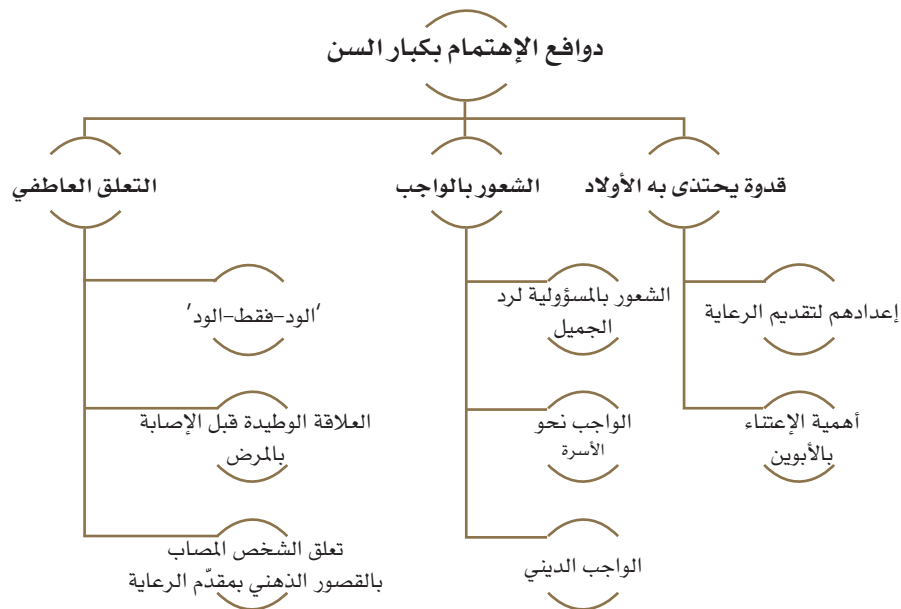 دوافع الإهتمام بكبار السن
قدوة يحتذى به الأولاد
الشعور بالواجب
التعلق العاطفي
إعدادهم لتقديم الرعاية
أهمية الإعتناء
بالأبوين
الشعور بالمسؤولية لرد
الجميل
الواجب نحو
الأسرة
الواجب الديني
'الود-فقط-الود'
العلاقة الوطيدة قبل الإصابة
بالمرض
تعلق الشخص المصاب
بالقصور الذهني بمقدّم الرعاية